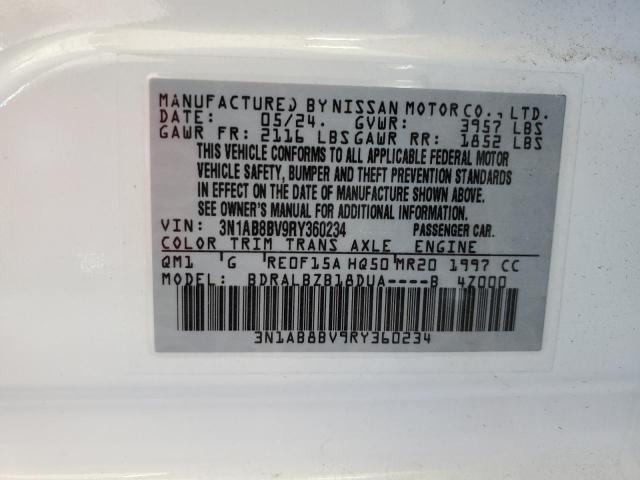 MANUFACTURED BY NISSAN MOTOR CO., LTD.
DATE: 05/24. GVWR: 3957 LBS
GAWR FR: 2116 LBS GAWR RR: 1852 LBS
THIS VEHICLE CONFORMS TO ALL APPLICABLE FEDERAL MOTOR
VEHICLE SAFETY, BUMPER AND THEFT PREVENTION STANDARDS
IN EFFECT ON THE DATE OF MANUFACTURE SHOWN ABOVE.
SEE OWNER'S MANUAL FOR ADDITIONAL INFORMATION.
VIN: 3N1AB8BV9RY360234 PASSENGER CAR.
COLOR TRIM TRANS AXLE ENGINE
QM1 G RE0F15A HQ50 MR20 1997 CC
MODEL: BDRALBZB18DUA----B 4Z000
3N1AB8BV9RY360234